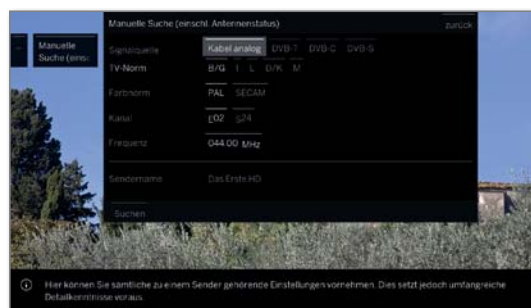 Manuelle Suche (einschl. Antennenstatus)
zurück
Manuelle
Suche (eins
Signalquelle Kabel analog DVB-T DVB-C DVB-S
TV-Norm B/G I L D/K M
Farbnorm PAL SECAM
Kanal E02 S24
Frequenz 044.00 MHz
Sendername Das Erste HD
Suchen
Hier können Sie sämtliche zu einem Sender gehörende Einstellungen vornehmen. Dies setzt jedoch umfangreiche
Detailkenntnisse voraus.